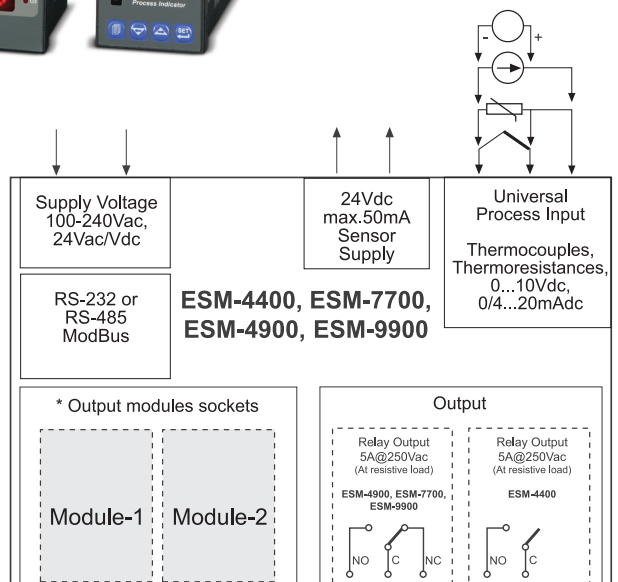 Process Indicator
SET
- +
Supply Voltage
100-240Vac,
24Vac/Vdc
24Vdc
max.50mA
Sensor
Supply
Universal
Process Input
Thermocouples,
Thermoresistances,
0...10Vdc,
0/4...20mAdc
RS-232 or
RS-485
ModBus
ESM-4400, ESM-7700,
ESM-4900, ESM-9900
* Output modules sockets
Module-1
Module-2
Output
Relay Output
5A@250Vac
(At resistive load)
ESM-4900, ESM-7700,
ESM-9900
NO C NC
Relay Output
5A@250Vac
(At resistive load)
ESM-4400
NO C